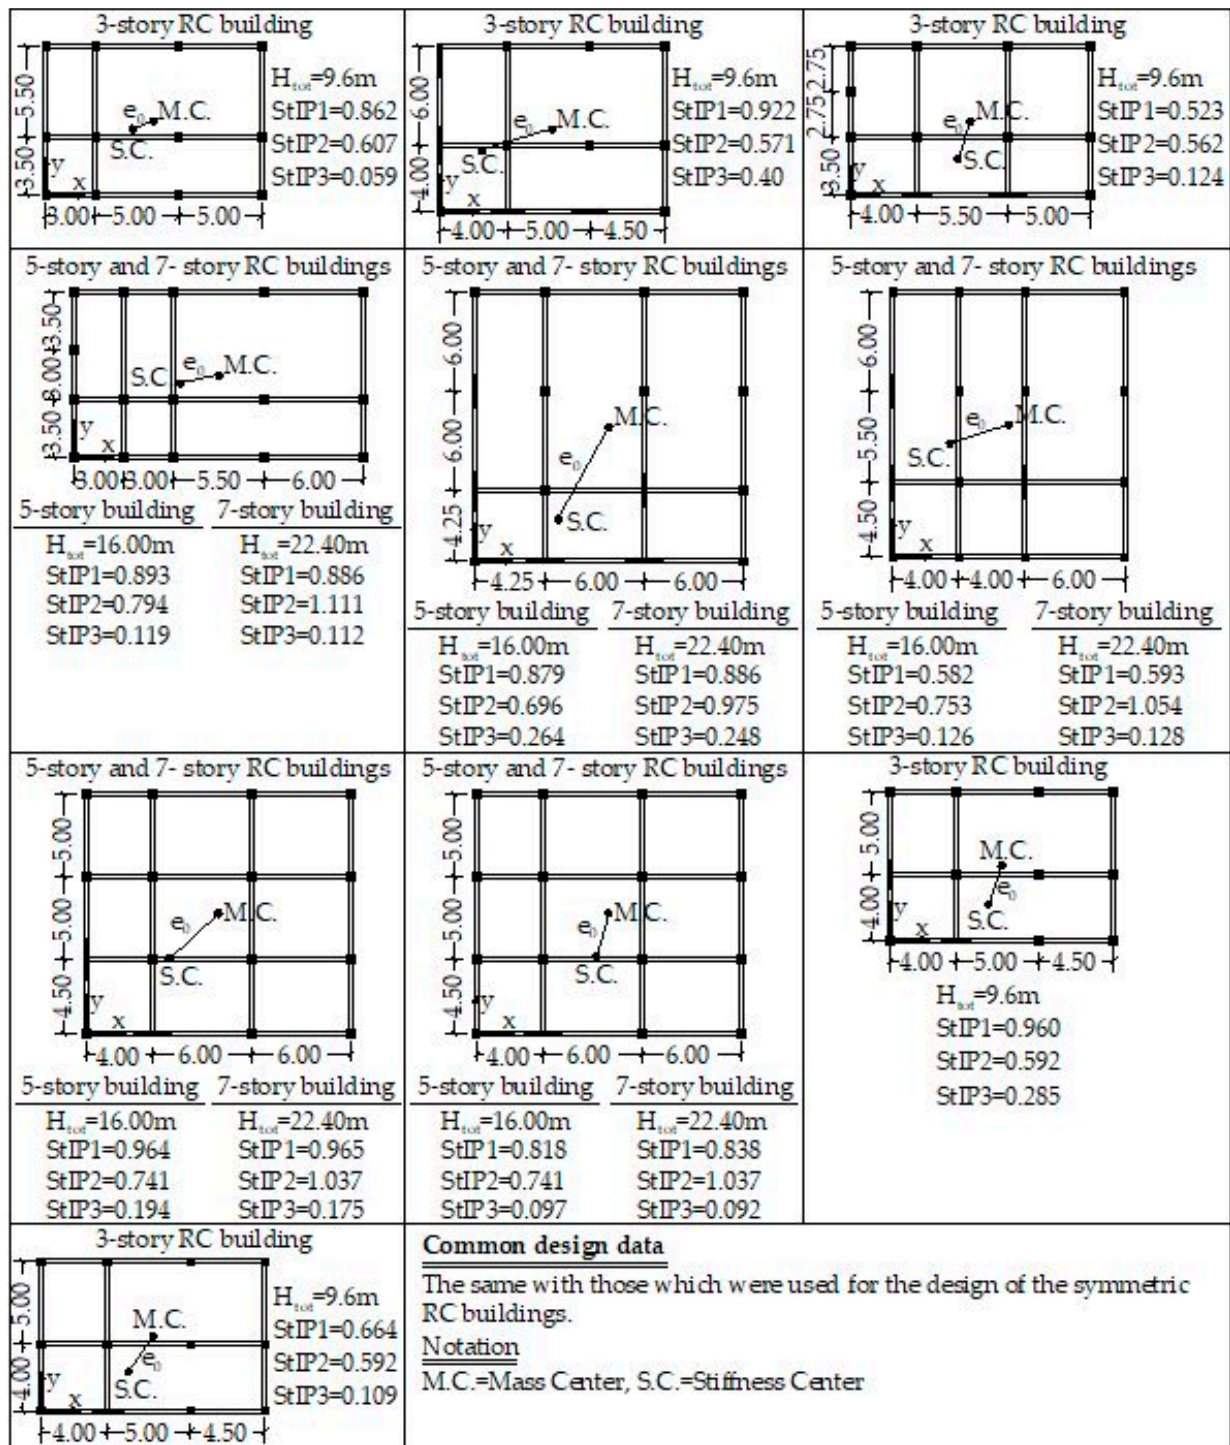 3-story RC building
5.50
3.50
e₀
M.C.
S.C.
y
x
3.00 5.00 5.00
Hₜₒₜ=9.6m
StIP1=0.862
StIP2=0.607
StIP3=0.059
3-story RC building
6.00
4.00
e₀
M.C.
S.C.
y
x
4.00 5.00 4.50
Hₜₒₜ=9.6m
StIP1=0.922
StIP2=0.571
StIP3=0.40
3-story RC building
2.75
2.75
3.50
M.C.
e₀
S.C.
y
x
4.00 5.50 5.00
Hₜₒₜ=9.6m
StIP1=0.523
StIP2=0.562
StIP3=0.124
5-story and 7- story RC buildings
3.50
3.00
3.50
S.C.
e₀
M.C.
y
x
3.00 3.00 5.50 6.00
5-story building 7-story building
Hₜₒₜ=16.00m Hₜₒₜ=22.40m
StIP1=0.893 StIP1=0.886
StIP2=0.794 StIP2=1.111
StIP3=0.119 StIP3=0.112
5-story and 7- story RC buildings
6.00
6.00
4.25
M.C.
e₀
S.C.
y
x
4.25 6.00 6.00
5-story building 7-story building
Hₜₒₜ=16.00m Hₜₒₜ=22.40m
StIP1=0.879 StIP1=0.886
StIP2=0.696 StIP2=0.975
StIP3=0.264 StIP3=0.248
5-story and 7- story RC buildings
6.00
5.50
4.50
e₀
M.C.
S.C.
y
x
4.00 4.00 6.00
5-story building 7-story building
Hₜₒₜ=16.00m Hₜₒₜ=22.40m
StIP1=0.582 StIP1=0.593
StIP2=0.753 StIP2=1.054
StIP3=0.126 StIP3=0.128
5-story and 7- story RC buildings
5.00
5.00
4.50
M.C.
e₀
S.C.
y
x
4.00 6.00 6.00
5-story building 7-story building
Hₜₒₜ=16.00m Hₜₒₜ=22.40m
StIP1=0.964 StIP1=0.965
StIP2=0.741 StIP2=1.037
StIP3=0.194 StIP3=0.175
5-story and 7- story RC buildings
5.00
5.00
4.50
M.C.
e₀
S.C.
y
x
4.00 6.00 6.00
5-story building 7-story building
Hₜₒₜ=16.00m Hₜₒₜ=22.40m
StIP1=0.818 StIP1=0.838
StIP2=0.741 StIP2=1.037
StIP3=0.097 StIP3=0.092
3-story RC building
5.00
4.00
M.C.
e₀
S.C.
y
x
4.00 5.00 4.50
Hₜₒₜ=9.6m
StIP1=0.960
StIP2=0.592
StIP3=0.285
3-story RC building
5.00
4.00
M.C.
e₀
S.C.
y
x
4.00 5.00 4.50
Hₜₒₜ=9.6m
StIP1=0.664
StIP2=0.592
StIP3=0.109
Common design data
The same with those which were used for the design of the symmetric
RC buildings.
Notation
M.C.=Mass Center, S.C.=Stiffness Center